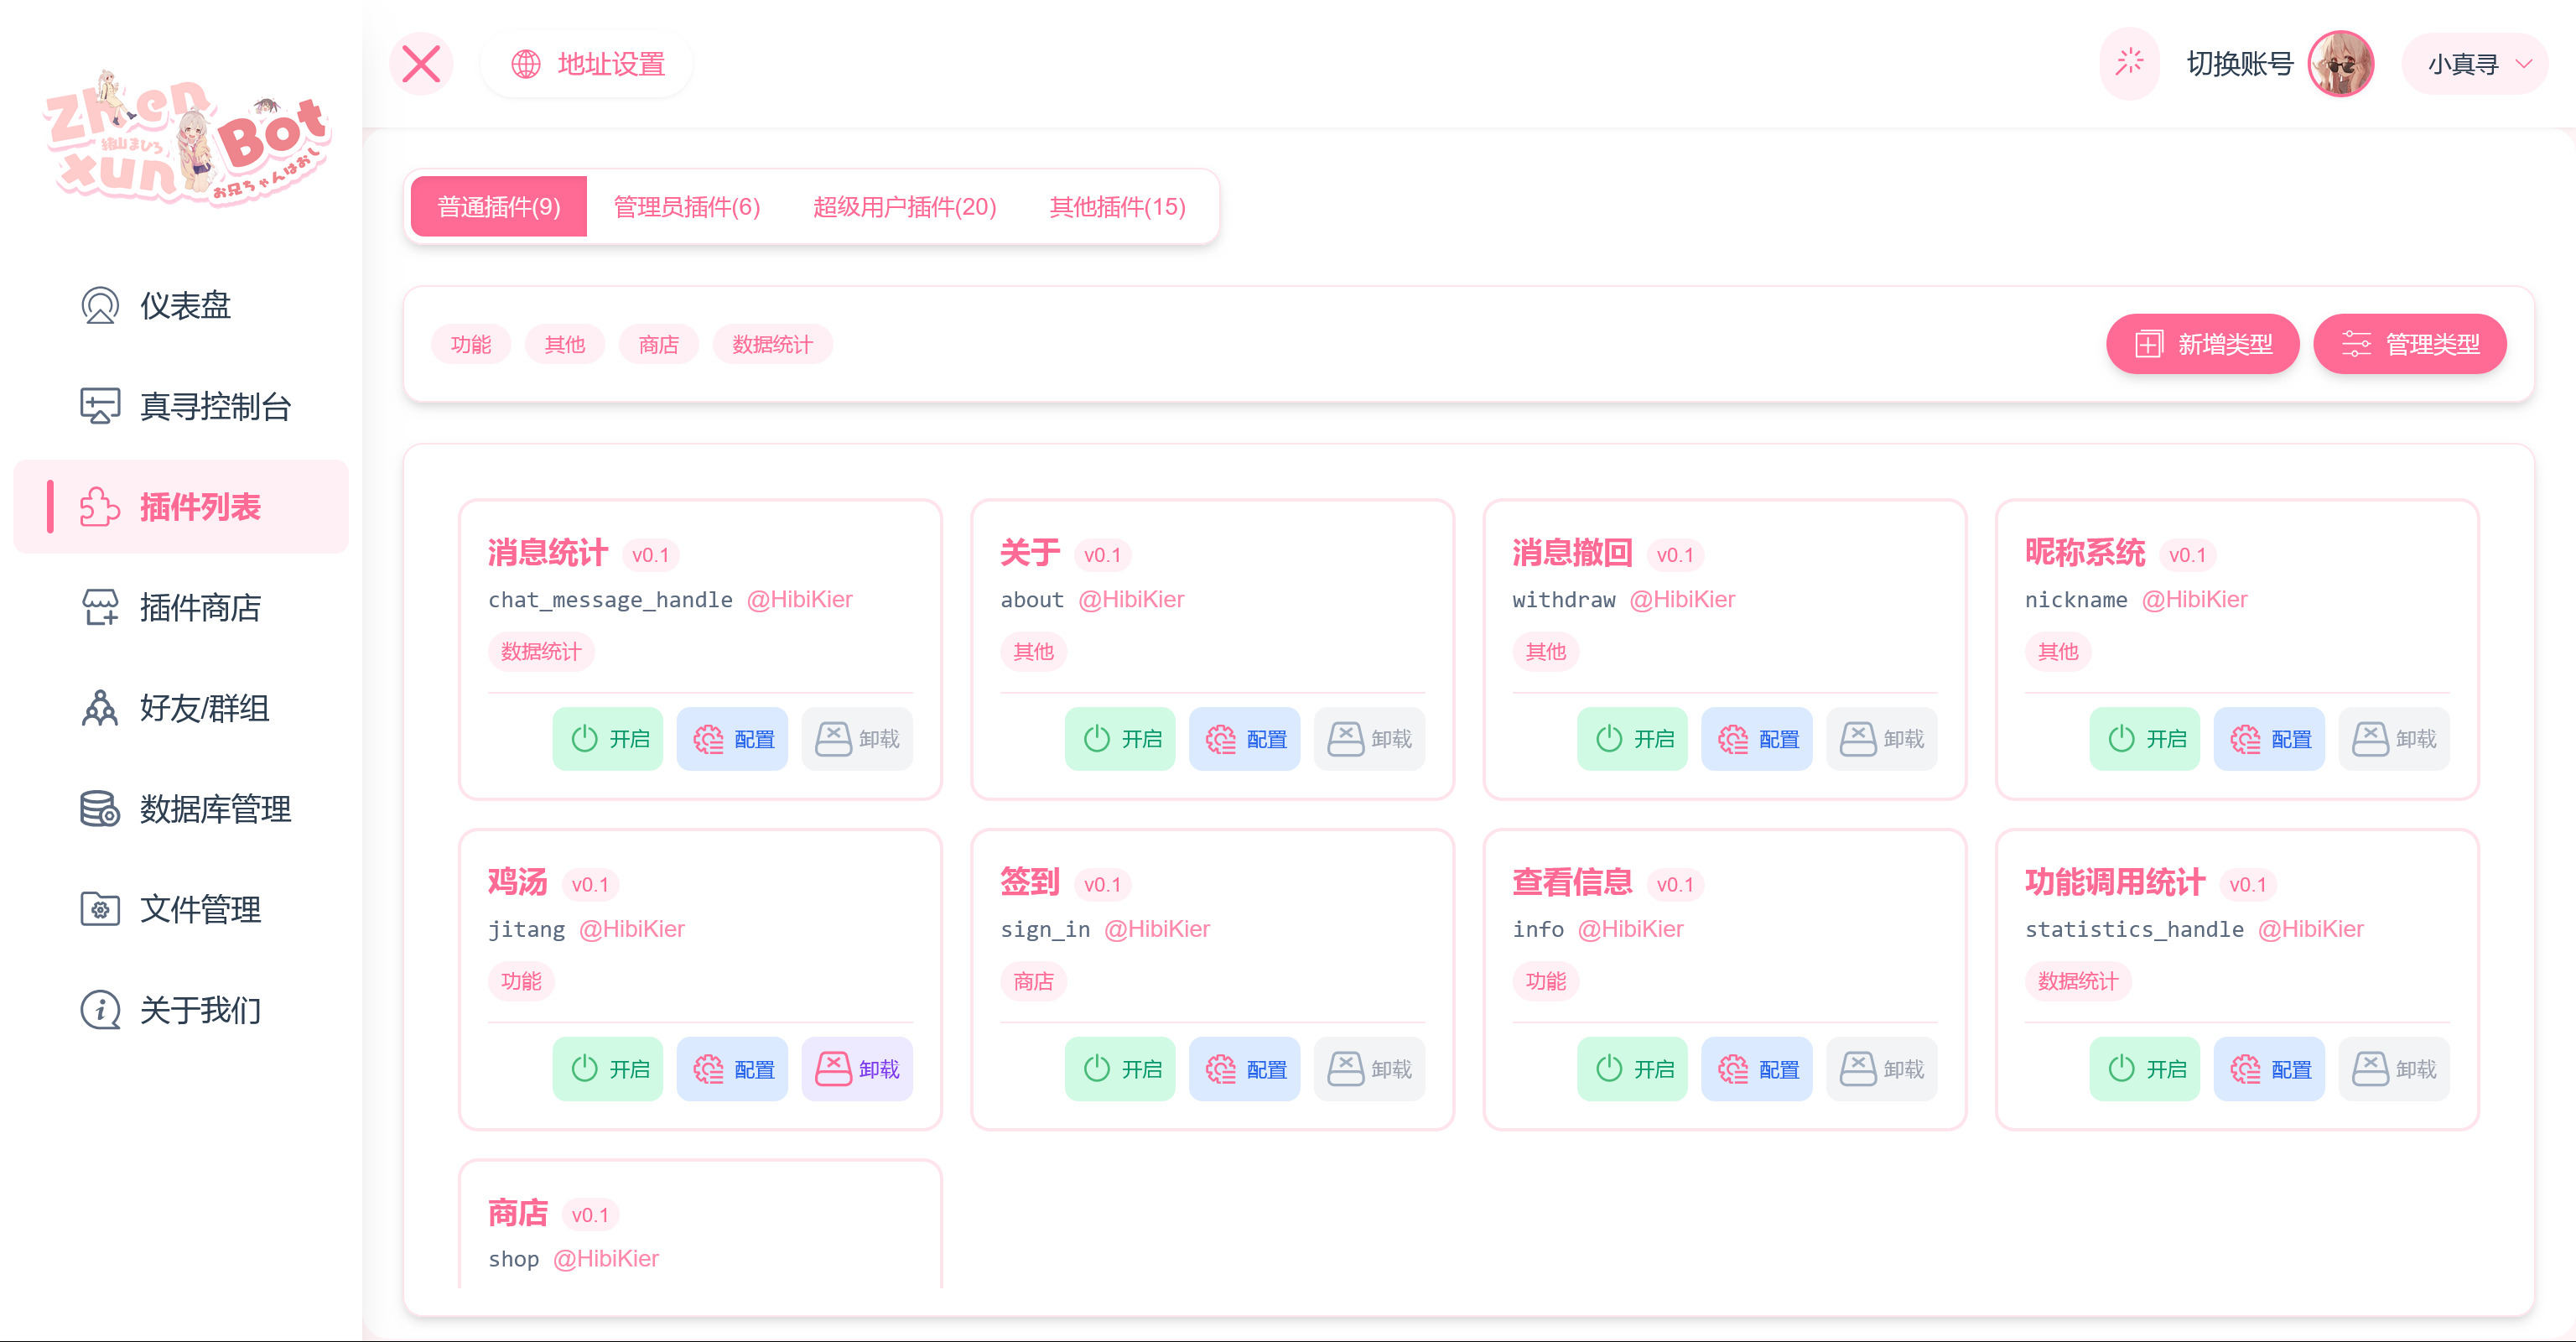 Zhen
xun
Bot
緒山まひろ
お兄ちゃんはおしまい
仪表盘
真寻控制台
插件列表
插件商店
好友/群组
数据库管理
文件管理
关于我们
地址设置
切换账号
小真寻
普通插件(9) 管理员插件(6) 超级用户插件(20) 其他插件(15)
功能 其他 商店 数据统计
新增类型 管理类型
消息统计 v0.1
chat_message_handle @HibiKier
数据统计
开启 配置 卸载
关于 v0.1
about @HibiKier
其他
开启 配置 卸载
消息撤回 v0.1
withdraw @HibiKier
其他
开启 配置 卸载
昵称系统 v0.1
nickname @HibiKier
其他
开启 配置 卸载
鸡汤 v0.1
jitang @HibiKier
功能
开启 配置 卸载
签到 v0.1
sign_in @HibiKier
商店
开启 配置 卸载
查看信息 v0.1
info @HibiKier
功能
开启 配置 卸载
功能调用统计 v0.1
statistics_handle @HibiKier
数据统计
开启 配置 卸载
商店 v0.1
shop @HibiKier